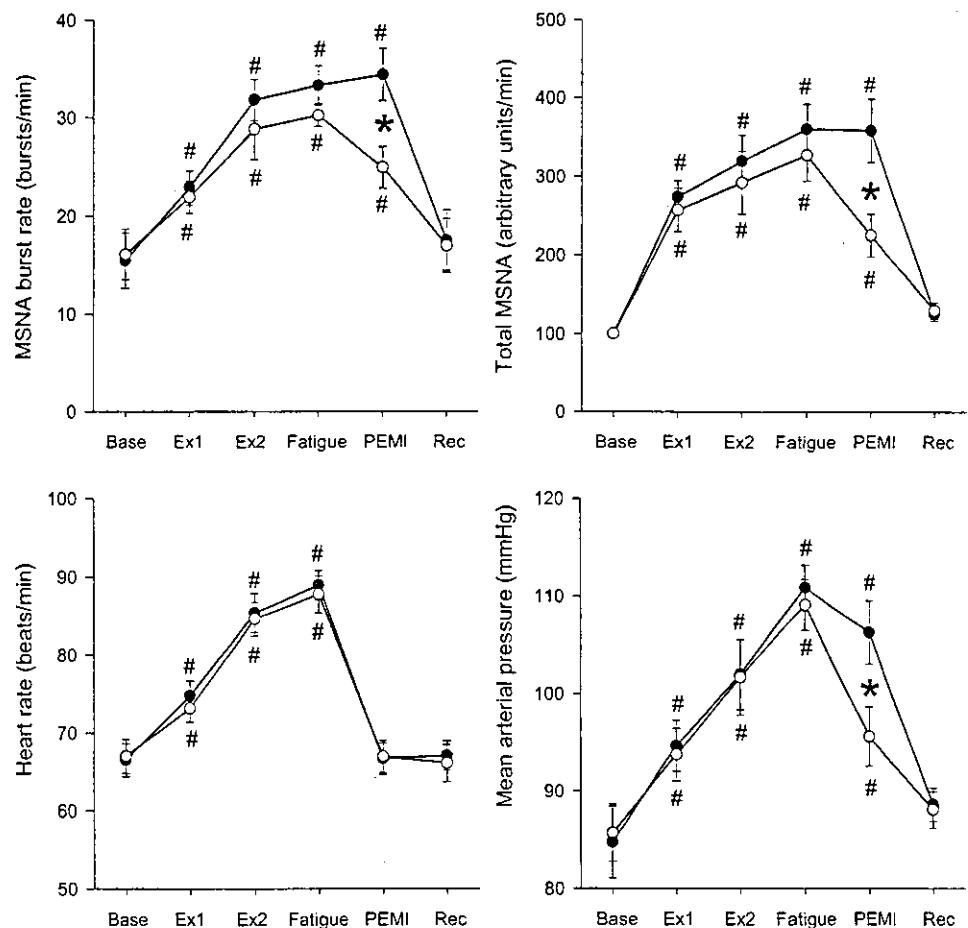 MSNA burst rate (bursts/min)
40
30
20
10
0
# # # #
*
# # # #
Base Ex1 Ex2 Fatigue PEMI Rec
Total MSNA (arbitrary units/min)
500
400
300
200
100
0
# # # #
*
# # # #
Base Ex1 Ex2 Fatigue PEMI Rec
Heart rate (beats/min)
100
90
80
70
60
50
# # #
# # #
Base Ex1 Ex2 Fatigue PEMI Rec
Mean arterial pressure (mmHg)
120
110
100
90
80
# # # #
*
# # # #
Base Ex1 Ex2 Fatigue PEMI Rec